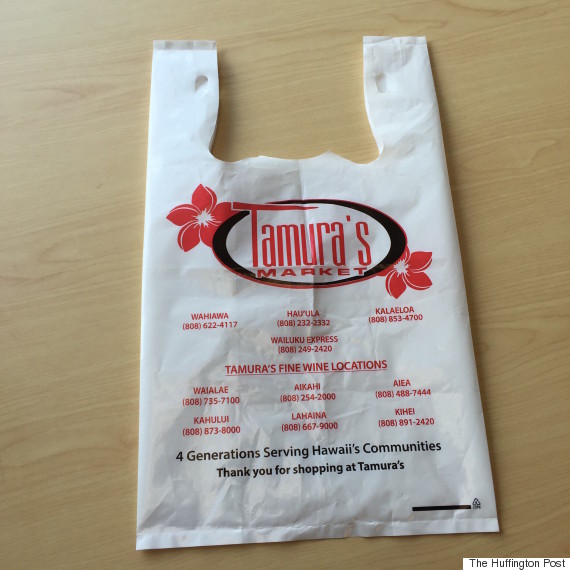 Tamura's
MARKET
WAHIAWA
(808) 622-4117
HAU'ULA
(808) 232-2332
KALAELOA
(808) 853-4700
WAILUKU EXPRESS
(808) 249-2420
TAMURA'S FINE WINE LOCATIONS
WAIALAE
(808) 735-7100
AIKAHI
(808) 254-2000
AIEA
(808) 488-7444
KAHULUI
(808) 873-8000
LAHAINA
(808) 667-9000
KIHEI
(808) 891-2420
4 Generations Serving Hawaii's Communities
Thank you for shopping at Tamura's
The Huffington Post